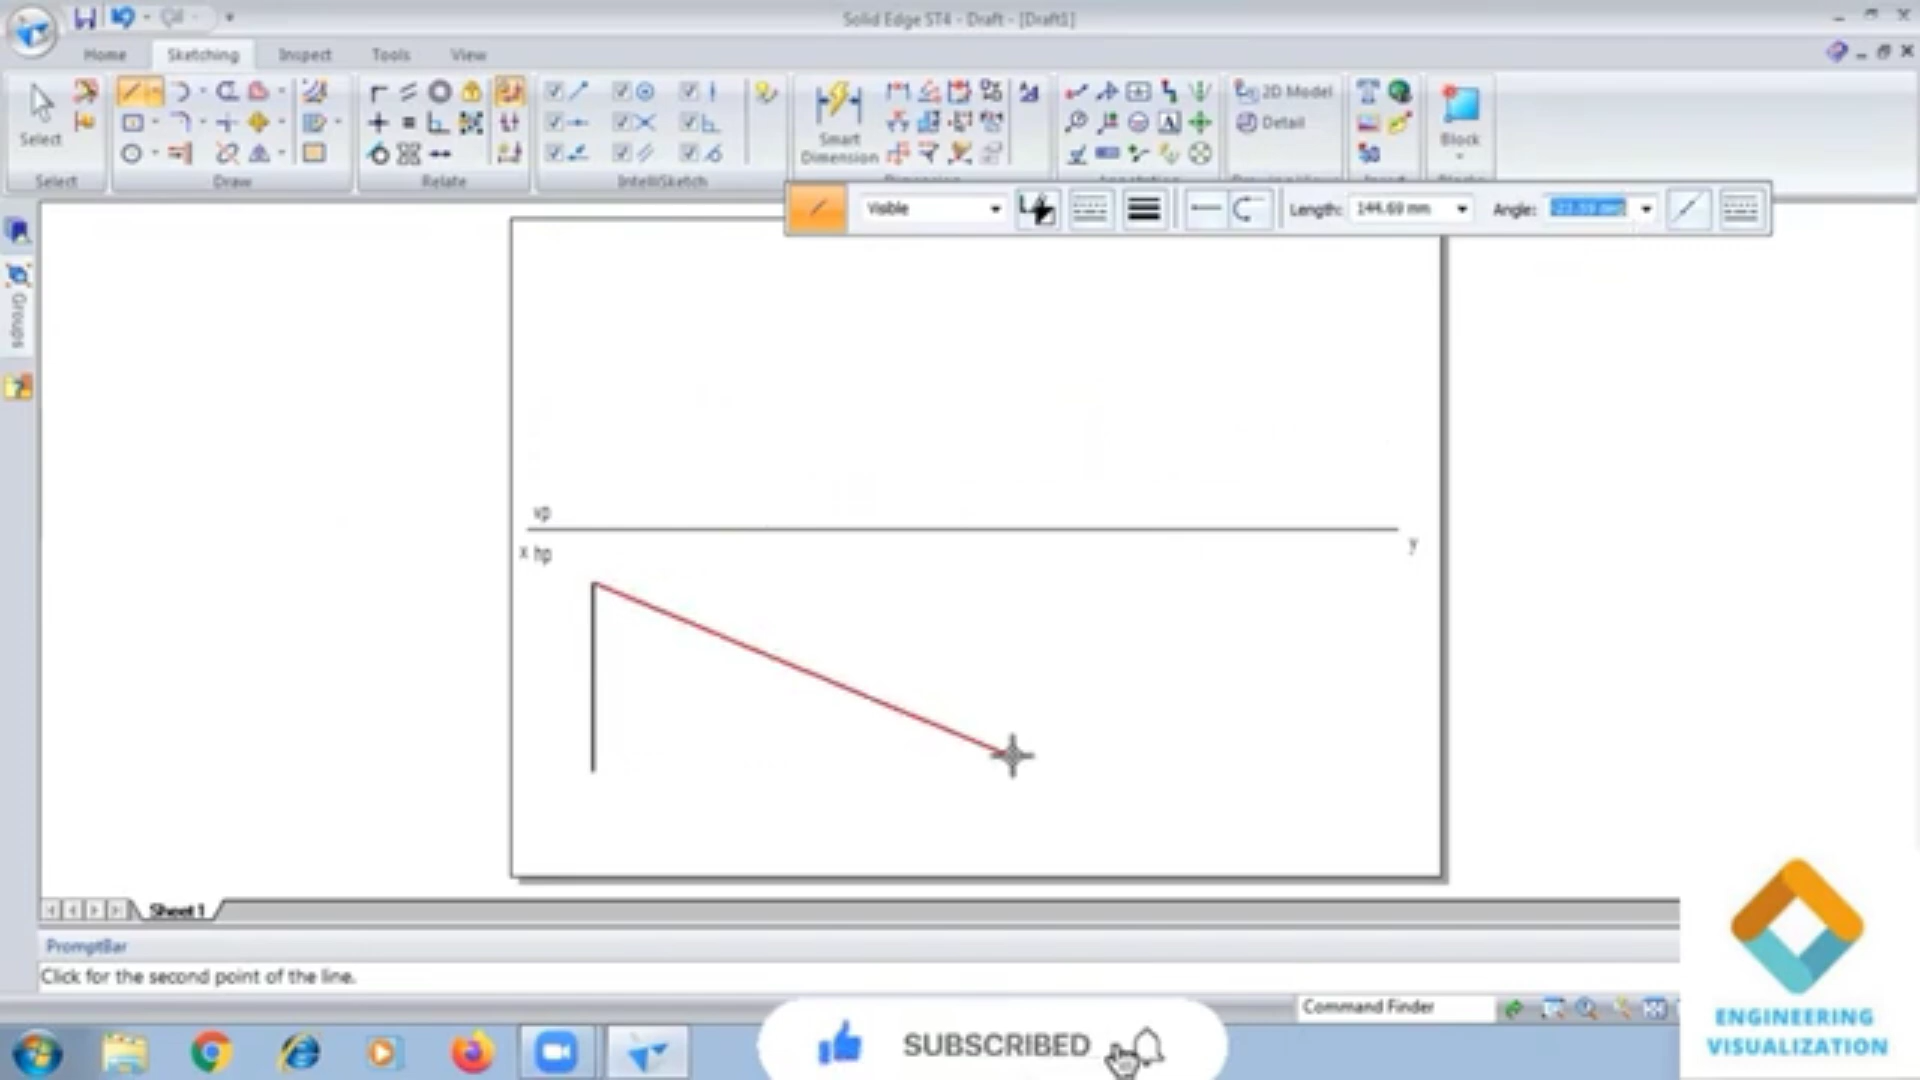 Solid Edge ST4 - Draft - [Draft1]
Home Sketching Inspect Tools View
2D Model
Detail
Select
Smart
Dimension
Block
Select Draw Relate IntelliSketch
Visible Length: 144.69 mm Angle:
Groups
vp
x hp
y
Sheet1
PromptBar
Click for the second point of the line.
Command Finder
SUBSCRIBED
ENGINEERING
VISUALIZATION